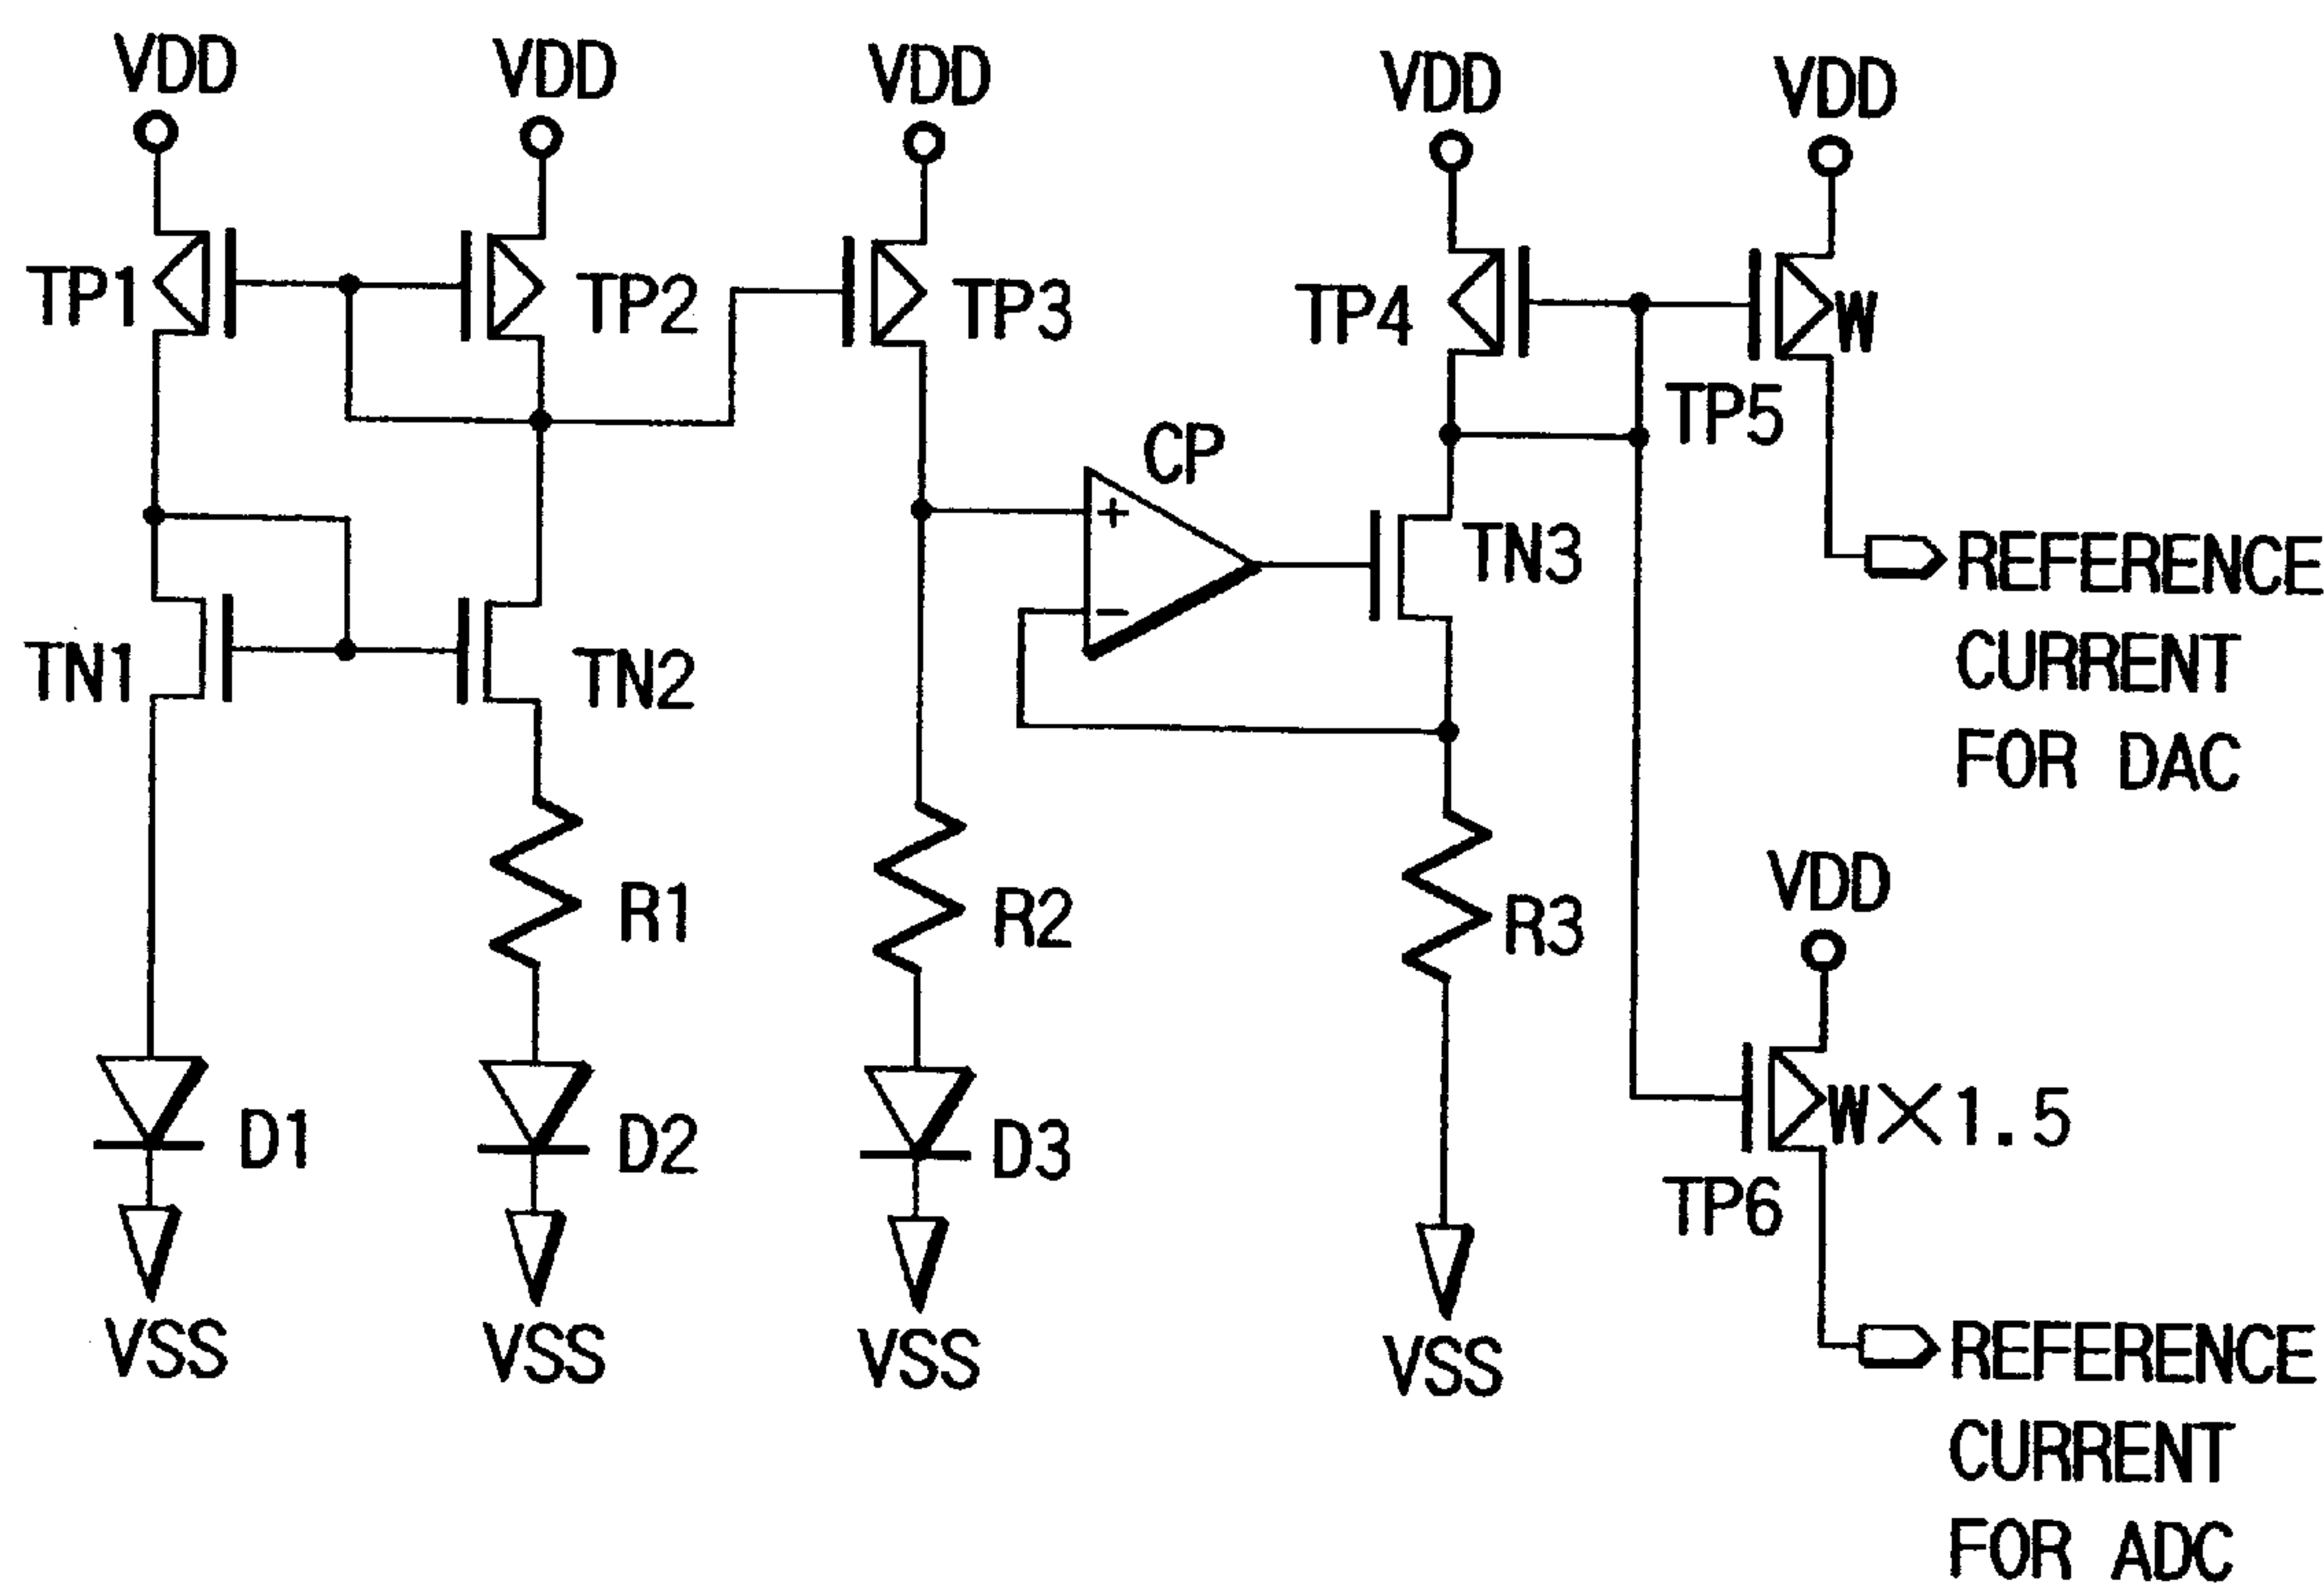 VDD VDD VDD VDD VDD
TP1 TP2 TP3 TP4 W
TP5
CP
+
TN3
-
TN1 TN2
REFERENCE
CURRENT
FOR DAC
R1 R2 R3
VDD
W×1.5
D1 D2 D3
TP6
VSS VSS VSS VSS
REFERENCE
CURRENT
FOR ADC